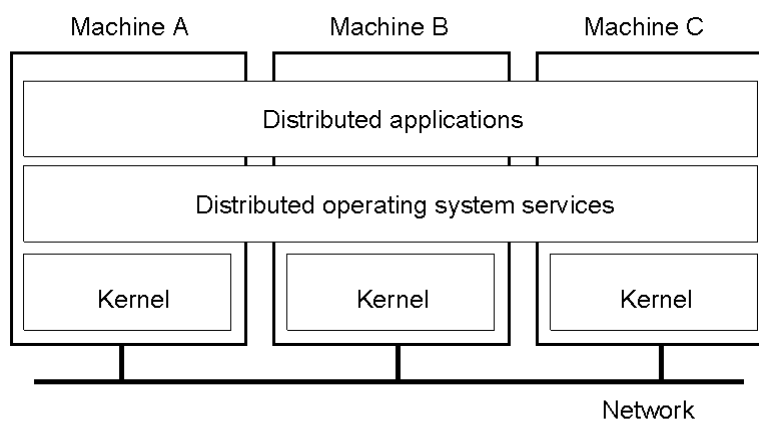 Machine A
Machine B
Machine C
Distributed applications
Distributed operating system services
Kernel
Kernel
Kernel
Network